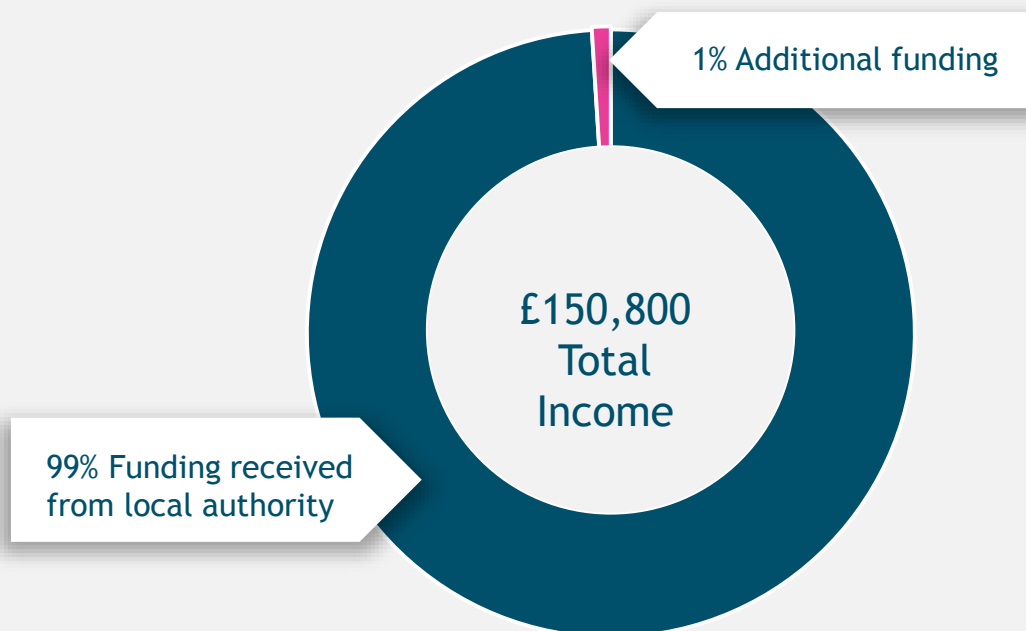 1% Additional funding
£150,800
Total
Income
99% Funding received
from local authority